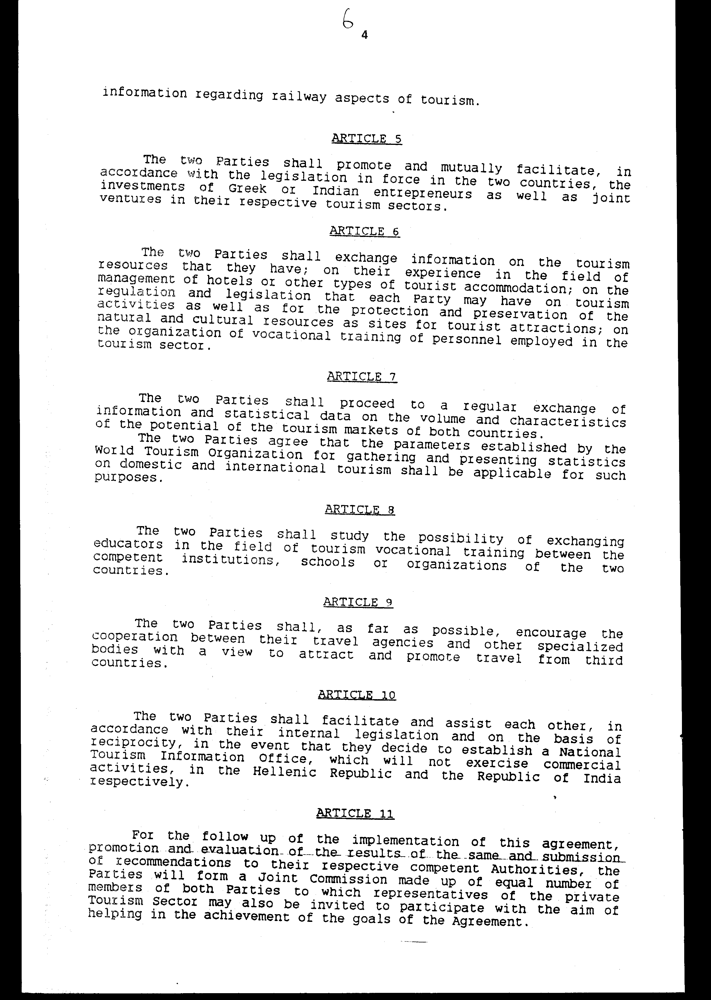 6
4
information regarding railway aspects of tourism.
ARTICLE 5
The two Parties shall promote and mutually facilitate, in
accordance with the legislation in force in the two countries, the
investments of Greek or Indian entrepreneurs as well as joint
ventures in their respective tourism sectors.
ARTICLE 6
The two Parties shall exchange information on the tourism
resources that they have; on their experience in the field of
management of hotels or other types of tourist accommodation; on the
regulation and legislation that each Party may have on tourism
activities as well as for the protection and preservation of the
natural and cultural resources as sites for tourist attractions; on
the organization of vocational training of personnel employed in the
tourism sector.
ARTICLE 7
The two Parties shall proceed to a regular exchange of
information and statistical data on the volume and characteristics
of the potential of the tourism markets of both countries.
The two Parties agree that the parameters established by the
World Tourism Organization for gathering and presenting statistics
on domestic and international tourism shall be applicable for such
purposes.
ARTICLE 8
The two Parties shall study the possibility of exchanging
educators in the field of tourism vocational training between the
competent institutions, schools or organizations of the two
countries.
ARTICLE 9
The two Parties shall, as far as possible, encourage the
cooperation between their travel agencies and other specialized
bodies with a view to attract and promote travel from third
countries.
ARTICLE 10
The two Parties shall facilitate and assist each other, in
accordance with their internal legislation and on the basis of
reciprocity, in the event that they decide to establish a National
Tourism Information Office, which will not exercise commercial
activities, in the Hellenic Republic and the Republic of India
respectively.
ARTICLE 11
For the follow up of the implementation of this agreement,
promotion and evaluation of the results of the same and submission
of recommendations to their respective competent Authorities, the
Parties will form a Joint Commission made up of equal number of
members of both Parties to which representatives of the private
Tourism Sector may also be invited to participate with the aim of
helping in the achievement of the goals of the Agreement.